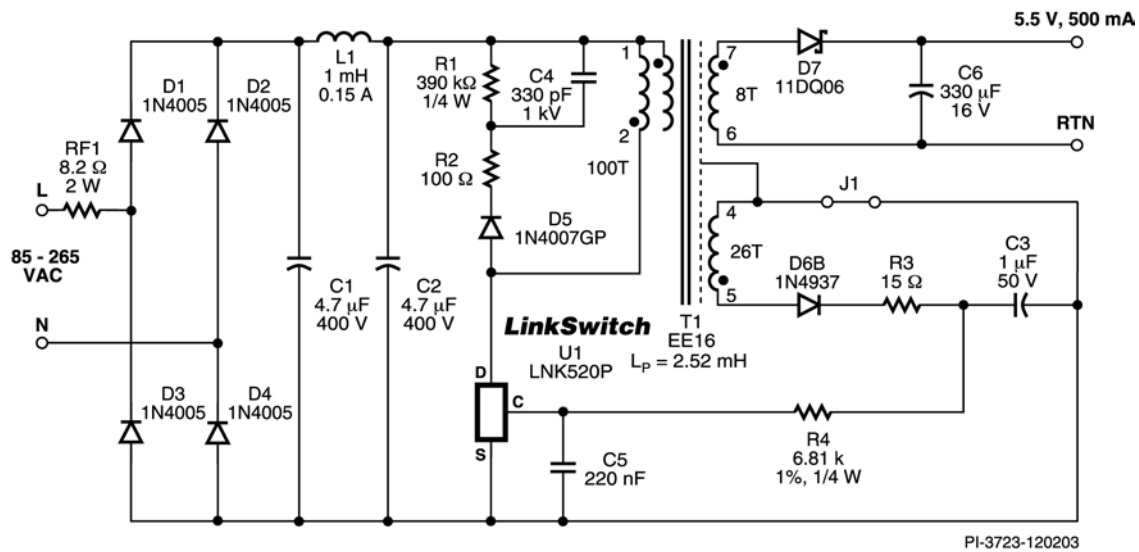 5.5 V, 500 mA
L1
1 mH
0.15 A
D1
1N4005
D2
1N4005
R1
390 kΩ
1/4 W
C4
330 pF
1 kV
1
2
100T
7
8T
6
D7
11DQ06
C6
330 µF
16 V
RTN
RF1
8.2 Ω
2 W
L
85 - 265
VAC
N
R2
100 Ω
D5
1N4007GP
4
26T
5
J1
D6B
1N4937
R3
15 Ω
C3
1 µF
50 V
C1
4.7 µF
400 V
C2
4.7 µF
400 V
LinkSwitch
U1
LNK520P
T1
EE16
LP = 2.52 mH
D3
1N4005
D4
1N4005
D
C
S
C5
220 nF
R4
6.81 k
1%, 1/4 W
PI-3723-120203